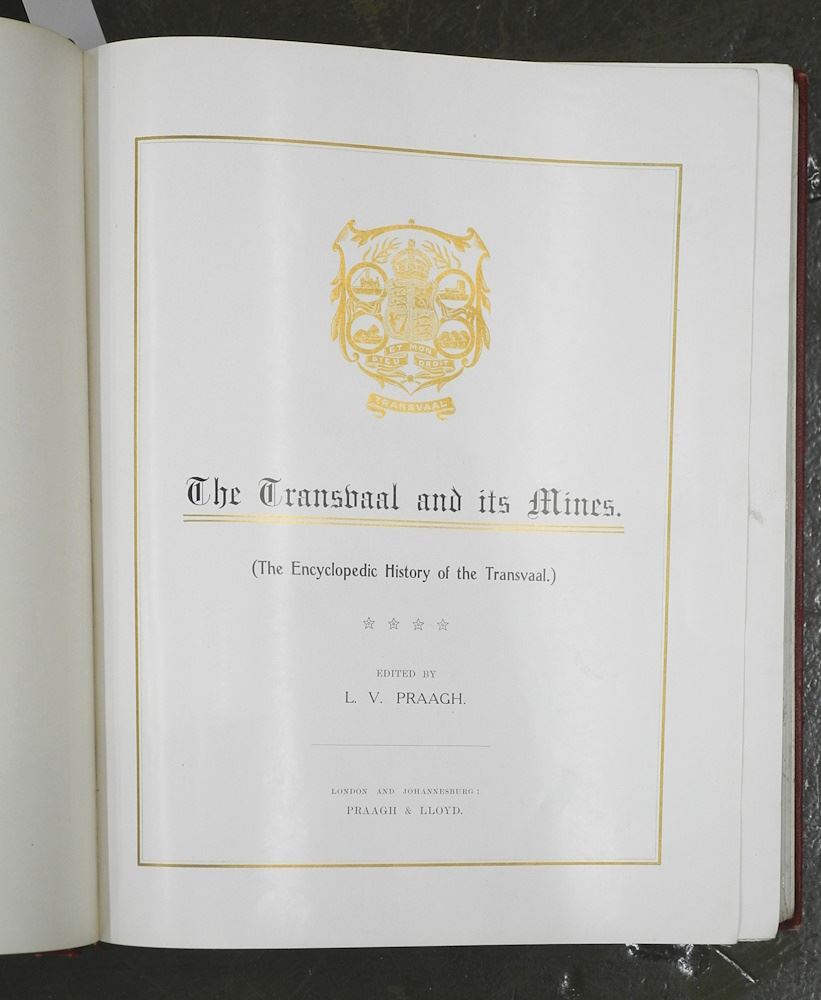 ET MON
DIEU DROIT
TRANSVAAL
The Transvaal and its Mines.
(The Encyclopedic History of the Transvaal.)
EDITED BY
L. V. PRAAGH.
LONDON AND JOHANNESBURG:
PRAAGH & LLOYD.